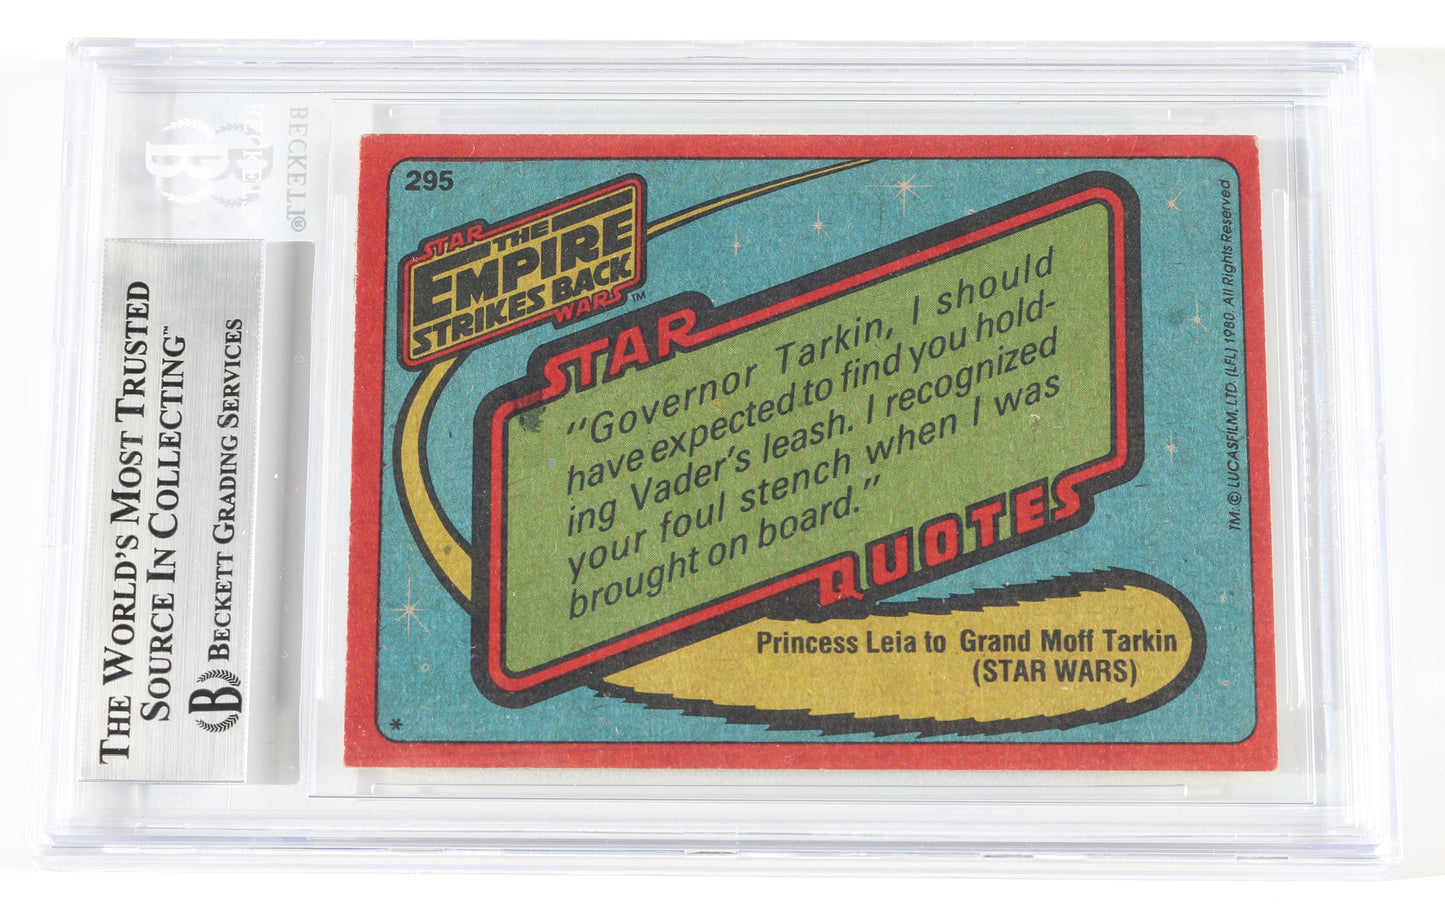 BECKETT®
B
THE WORLD'S MOST TRUSTED
SOURCE IN COLLECTING™
B BECKETT GRADING SERVICES
295
STAR
THE
EMPIRE
STRIKES BACK
WARS
TM
STAR
"Governor Tarkin, I should
have expected to find you hold-
ing Vader's leash. I recognized
your foul stench when I was
brought on board."
QUOTES
Princess Leia to Grand Moff Tarkin
(STAR WARS)
*
TM: © LUCASFILM, LTD. (LFL) 1980. All Rights Reserved